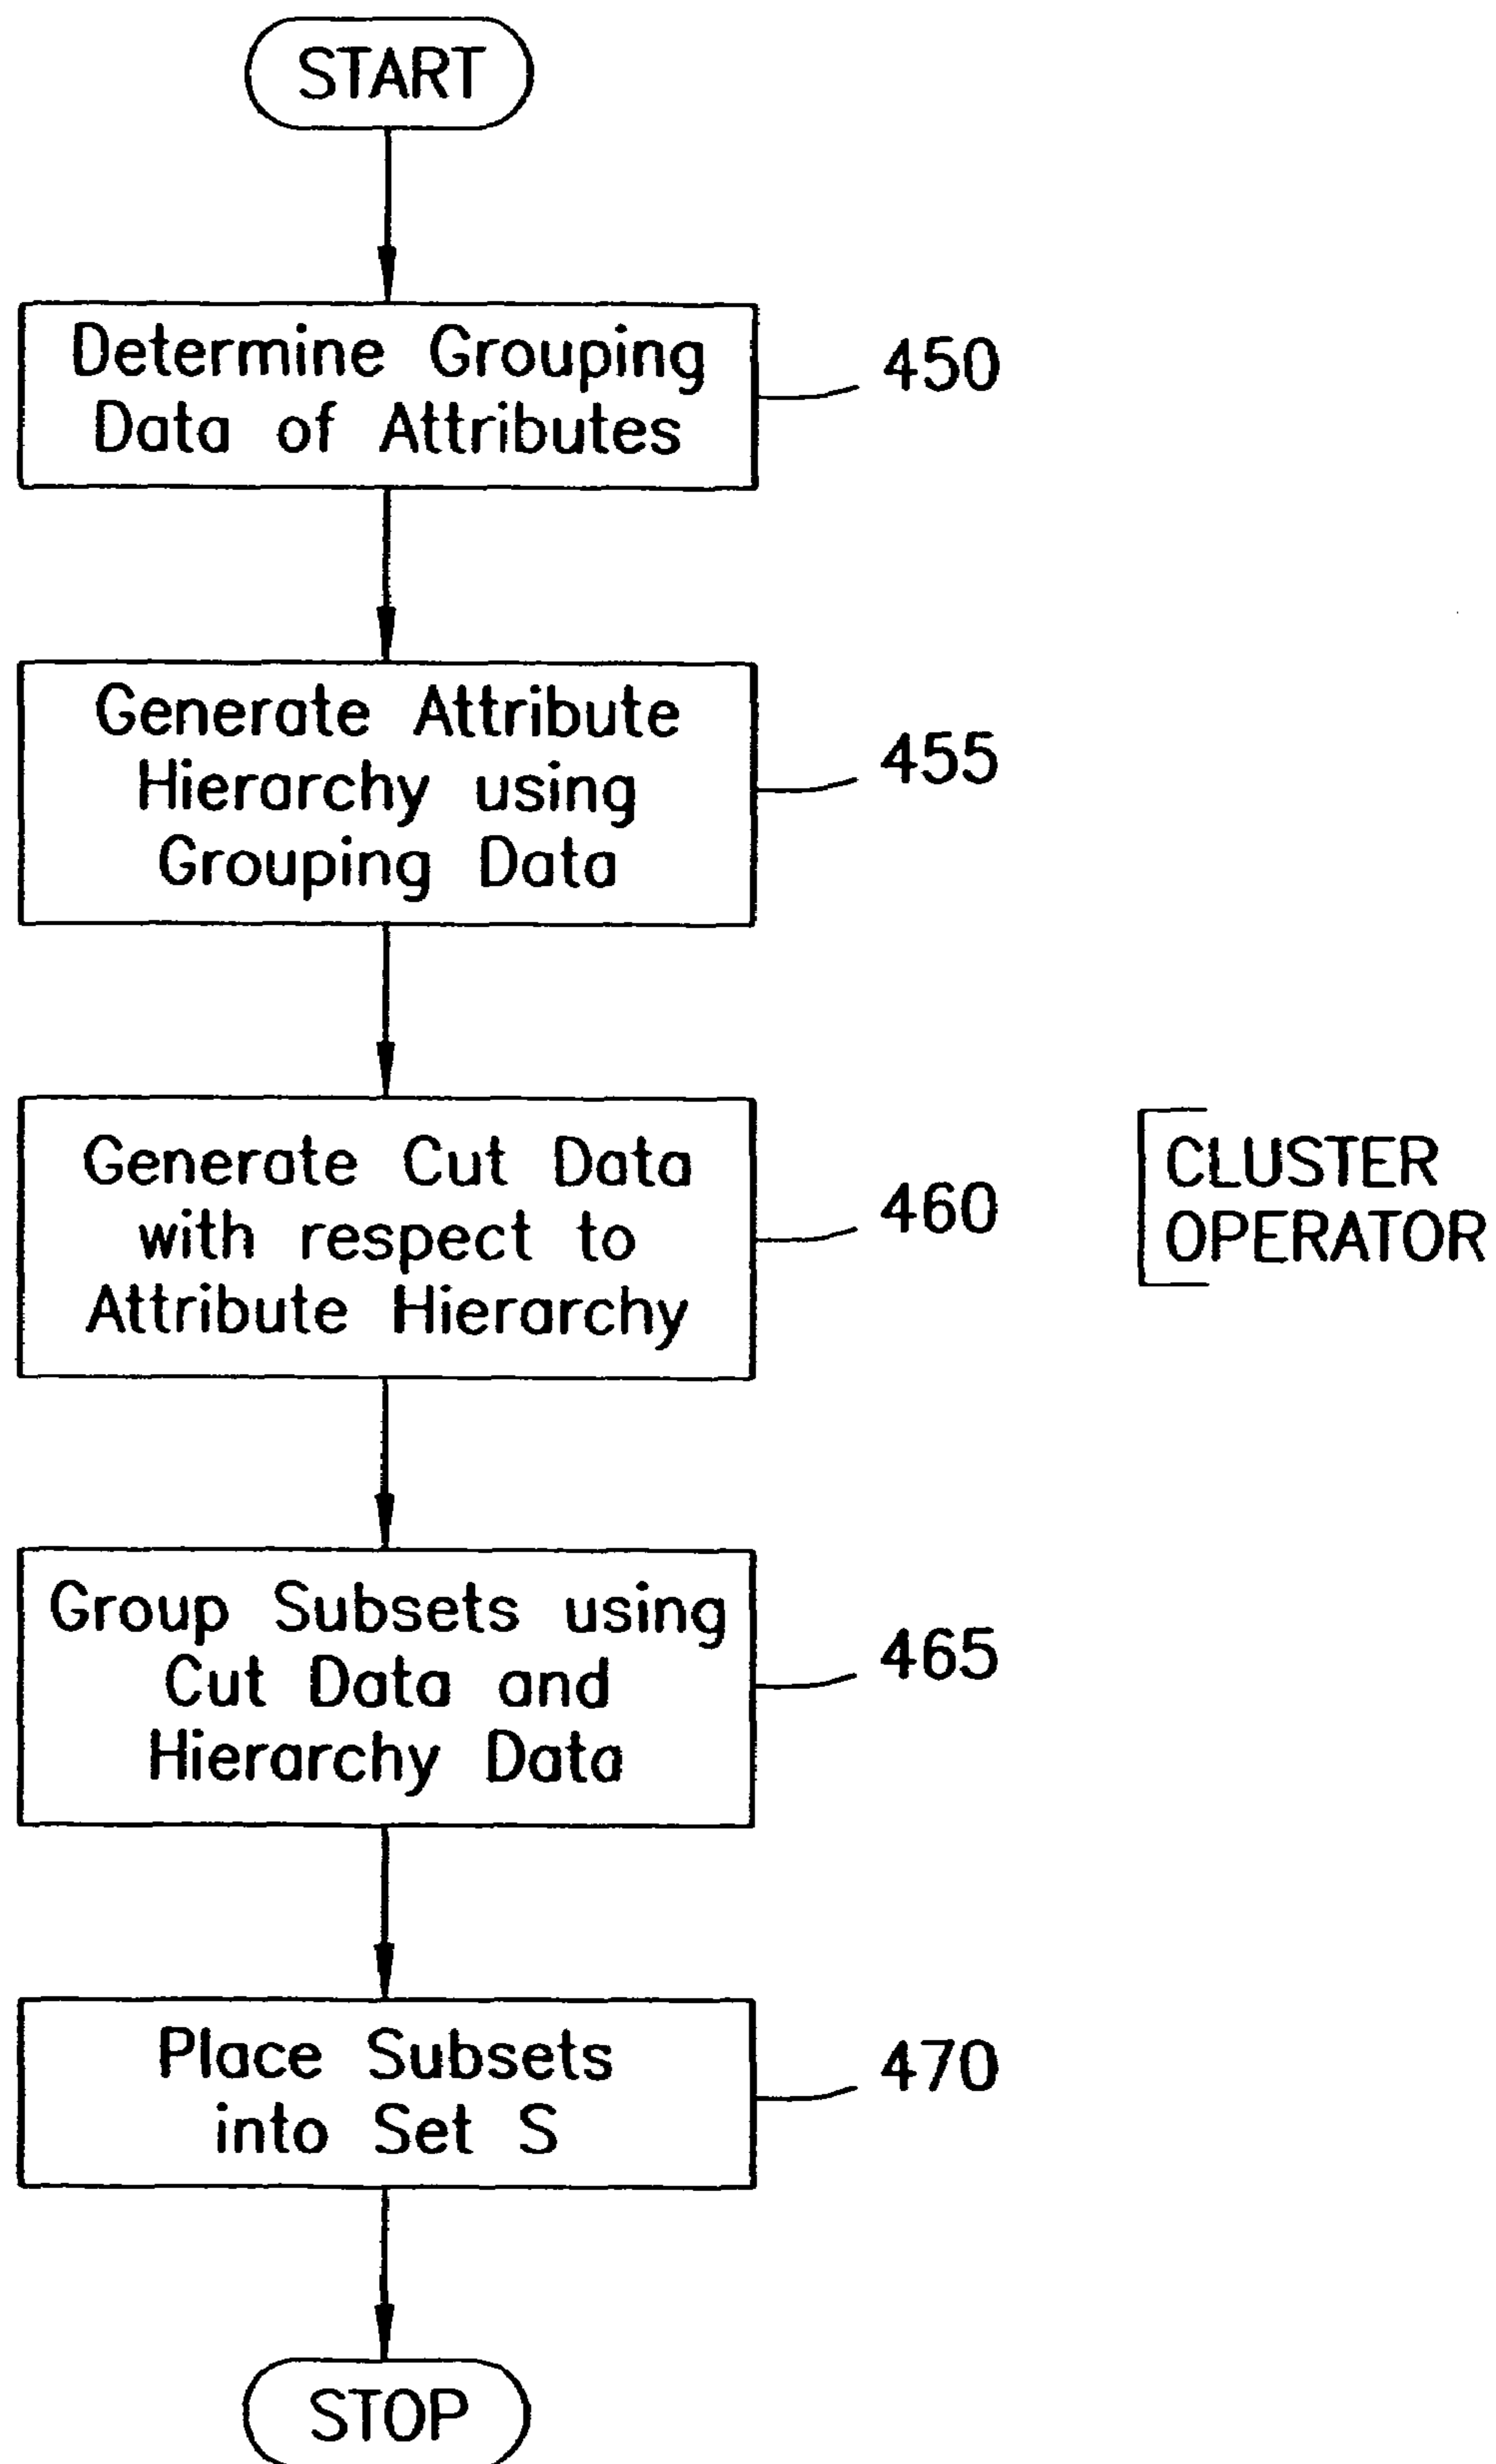 START
Determine Grouping
Data of Attributes
450
Generate Attribute
Hierarchy using
Grouping Data
455
Generate Cut Data
with respect to
Attribute Hierarchy
460
CLUSTER
OPERATOR
Group Subsets using
Cut Data and
Hierarchy Data
465
Place Subsets
into Set S
470
STOP